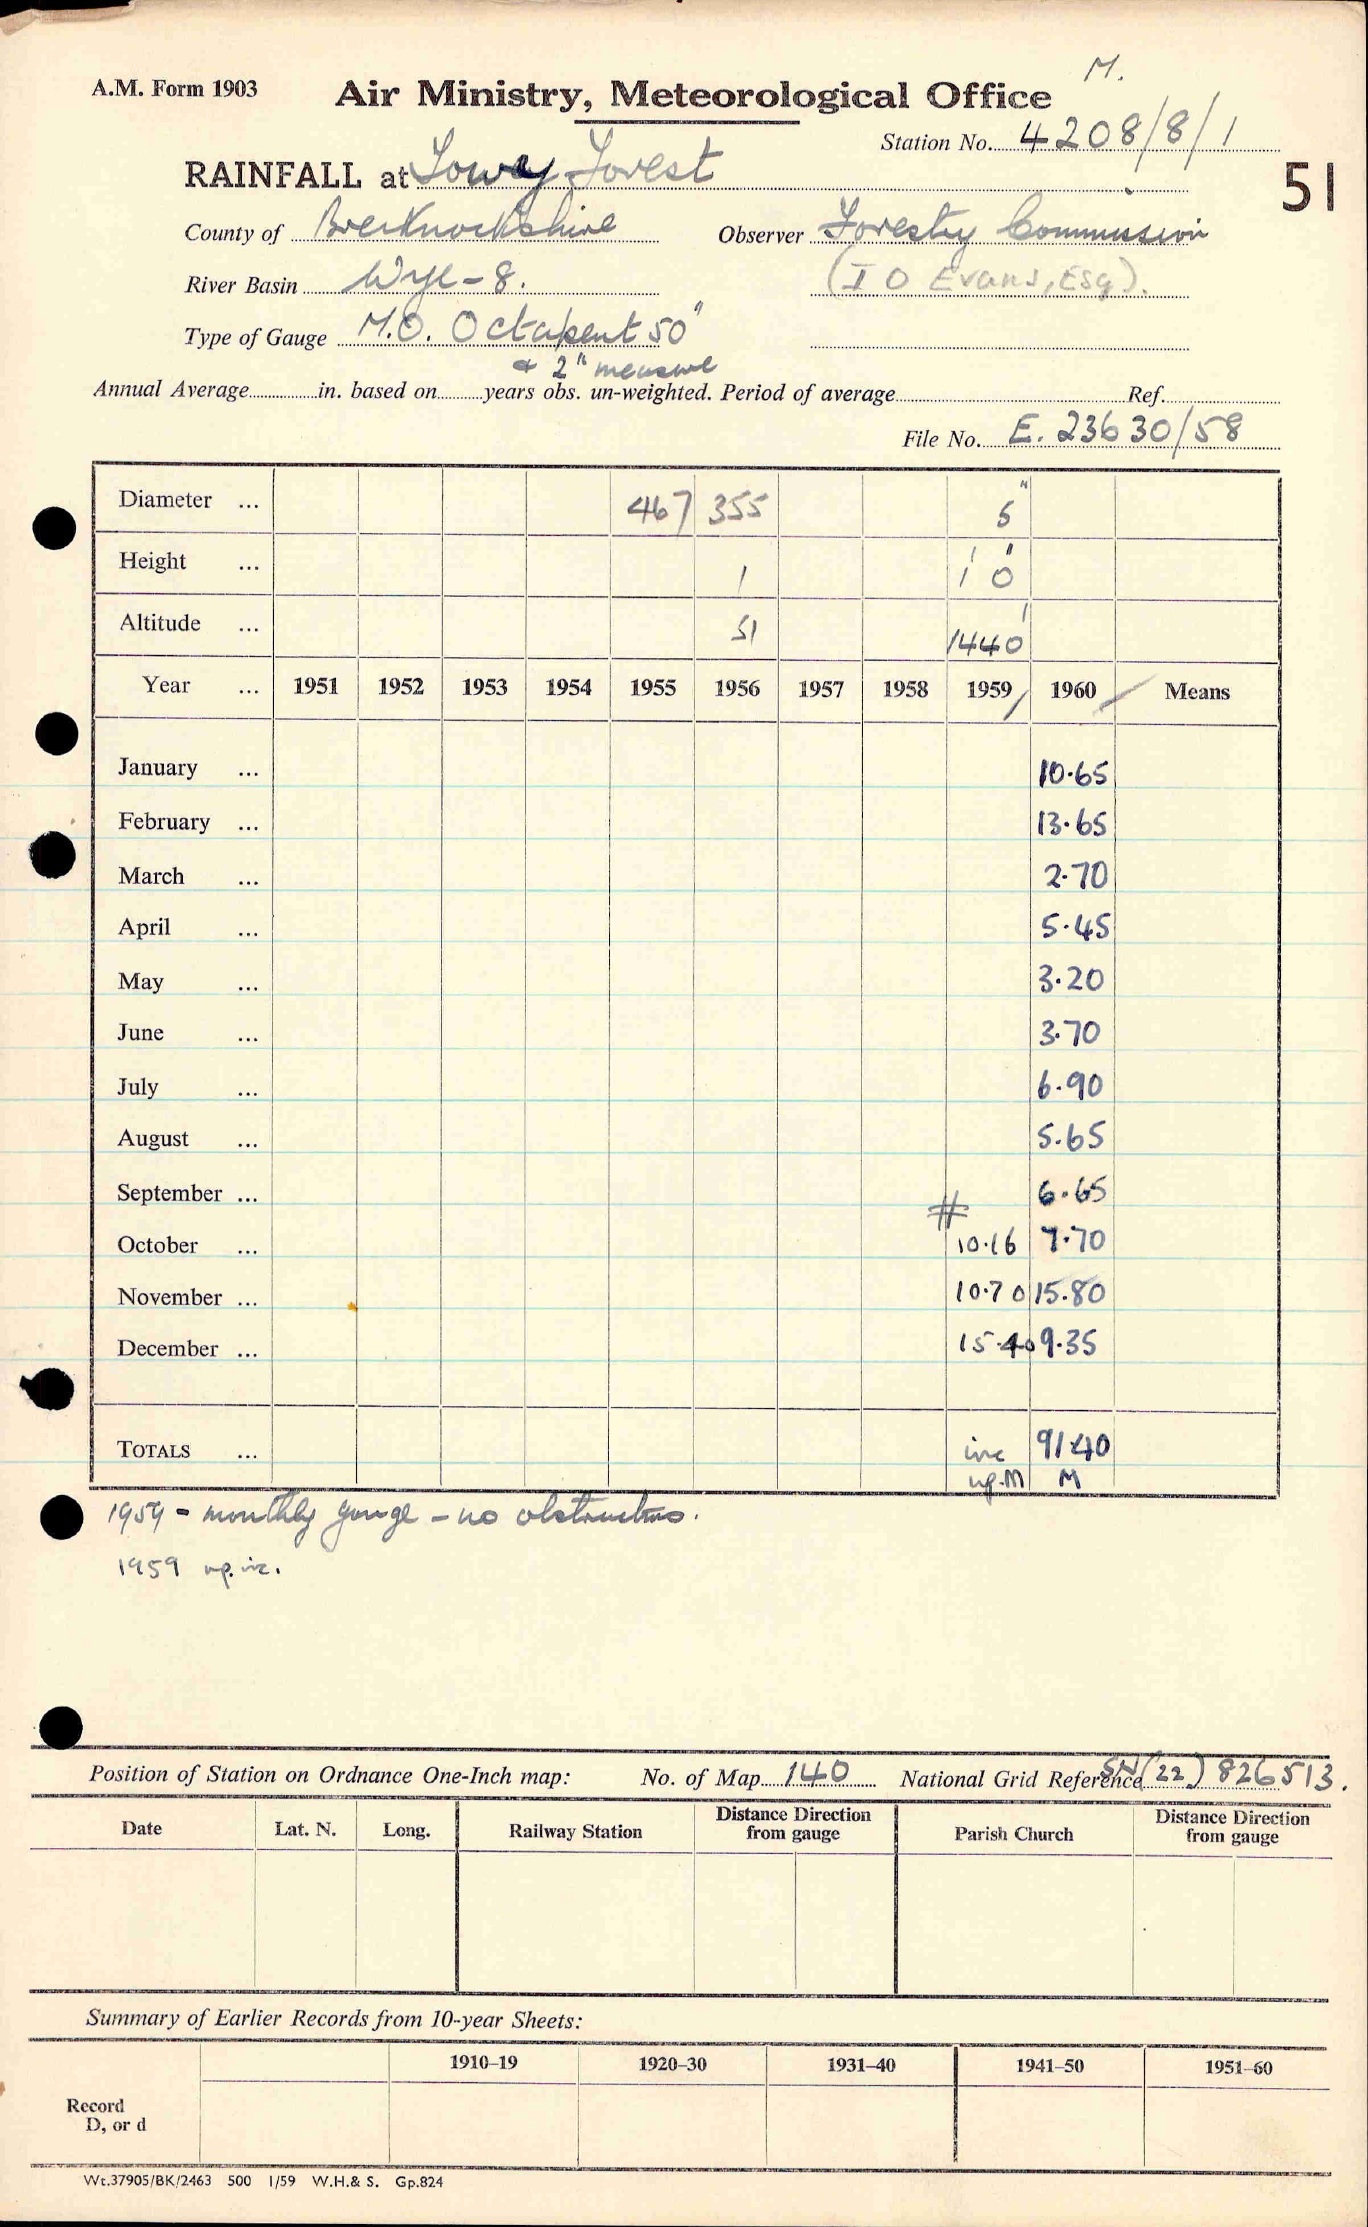 M.
A.M. Form 1903 Air Ministry, Meteorological Office
Station No. 4208/8/1
RAINFALL at Towy Forest 51
County of Brecknockshire Observer Forestry Commission
River Basin Wye-8. (I O Evans, Esq).
Type of Gauge M.O. Octapent 50"
& 2" measure
Annual Average in. based on years obs. un-weighted. Period of average Ref.
File No. E. 23630/58
Diameter ... 467 355 5"
Height ... 1 1' 0"
Altitude ... 51 1440'
Year ... 1951 1952 1953 1954 1955 1956 1957 1958 1959 / 1960 / Means
January ... 10.65
February ... 13.65
March ... 2.70
April ... 5.45
May ... 3.20
June ... 3.70
July ... 6.90
August ... 5.65
September ... 6.65
#
October ... 10.16 7.70
November ... 10.70 15.80
December ... 15.40 9.35
TOTALS ... inc 91.40
up.M M
1959 - monthly gauge - no obstructions.
1959 up. inc.
Position of Station on Ordnance One-Inch map: No. of Map 140 National Grid Reference SN(22) 826513.
Date Lat. N. Long. Railway Station Distance Direction from gauge Parish Church Distance Direction from gauge
Summary of Earlier Records from 10-year Sheets:
1910–19 1920–30 1931–40 1941–50 1951–60
Record
D, or d
Wt.37905/BK/2463 500 1/59 W.H.& S. Gp.824